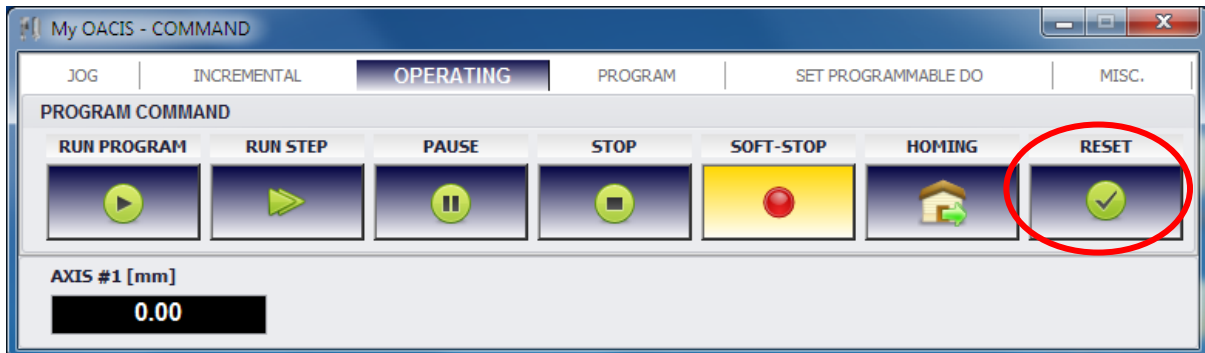 My OACIS - COMMAND
JOG INCREMENTAL OPERATING PROGRAM SET PROGRAMMABLE DO MISC.
PROGRAM COMMAND
RUN PROGRAM RUN STEP PAUSE STOP SOFT-STOP HOMING RESET
AXIS #1 [mm]
0.00